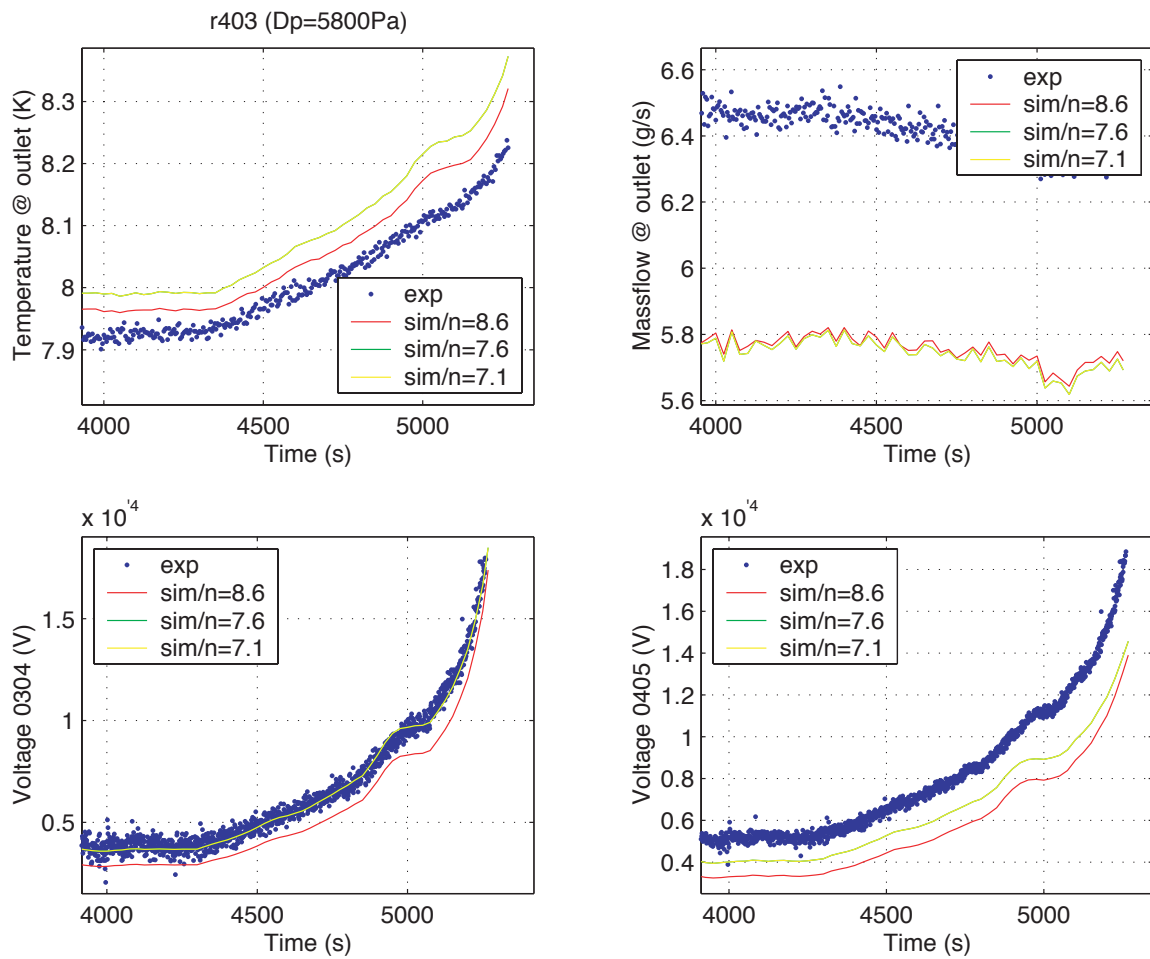 r403 (Dp=5800Pa)
Temperature @ outlet (K)
8.3
8.2
8.1
8
7.9
4000
4500
5000
Time (s)
exp
sim/n=8.6
sim/n=7.6
sim/n=7.1
Massflow @ outlet (g/s)
6.6
6.4
6.2
6
5.8
5.6
4000
4500
5000
Time (s)
exp
sim/n=8.6
sim/n=7.6
sim/n=7.1
x 10'4
Voltage 0304 (V)
1.5
1
0.5
4000
4500
5000
Time (s)
exp
sim/n=8.6
sim/n=7.6
sim/n=7.1
x 10'4
Voltage 0405 (V)
1.8
1.6
1.4
1.2
1
0.8
0.6
0.4
4000
4500
5000
Time (s)
exp
sim/n=8.6
sim/n=7.6
sim/n=7.1